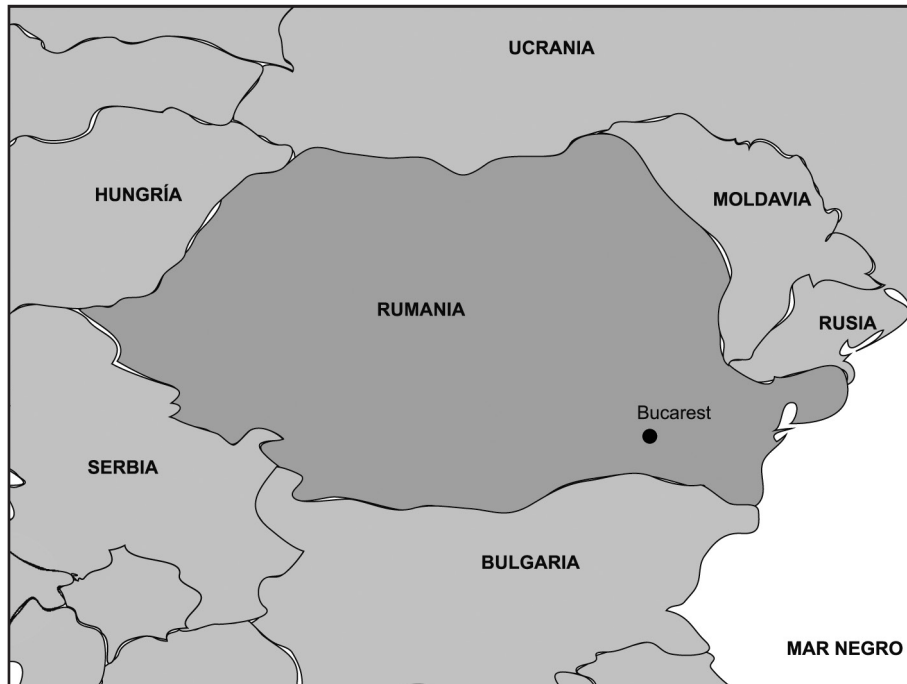 UCRANIA
HUNGRÍA
MOLDAVIA
RUMANIA
RUSIA
Bucarest
SERBIA
BULGARIA
MAR NEGRO